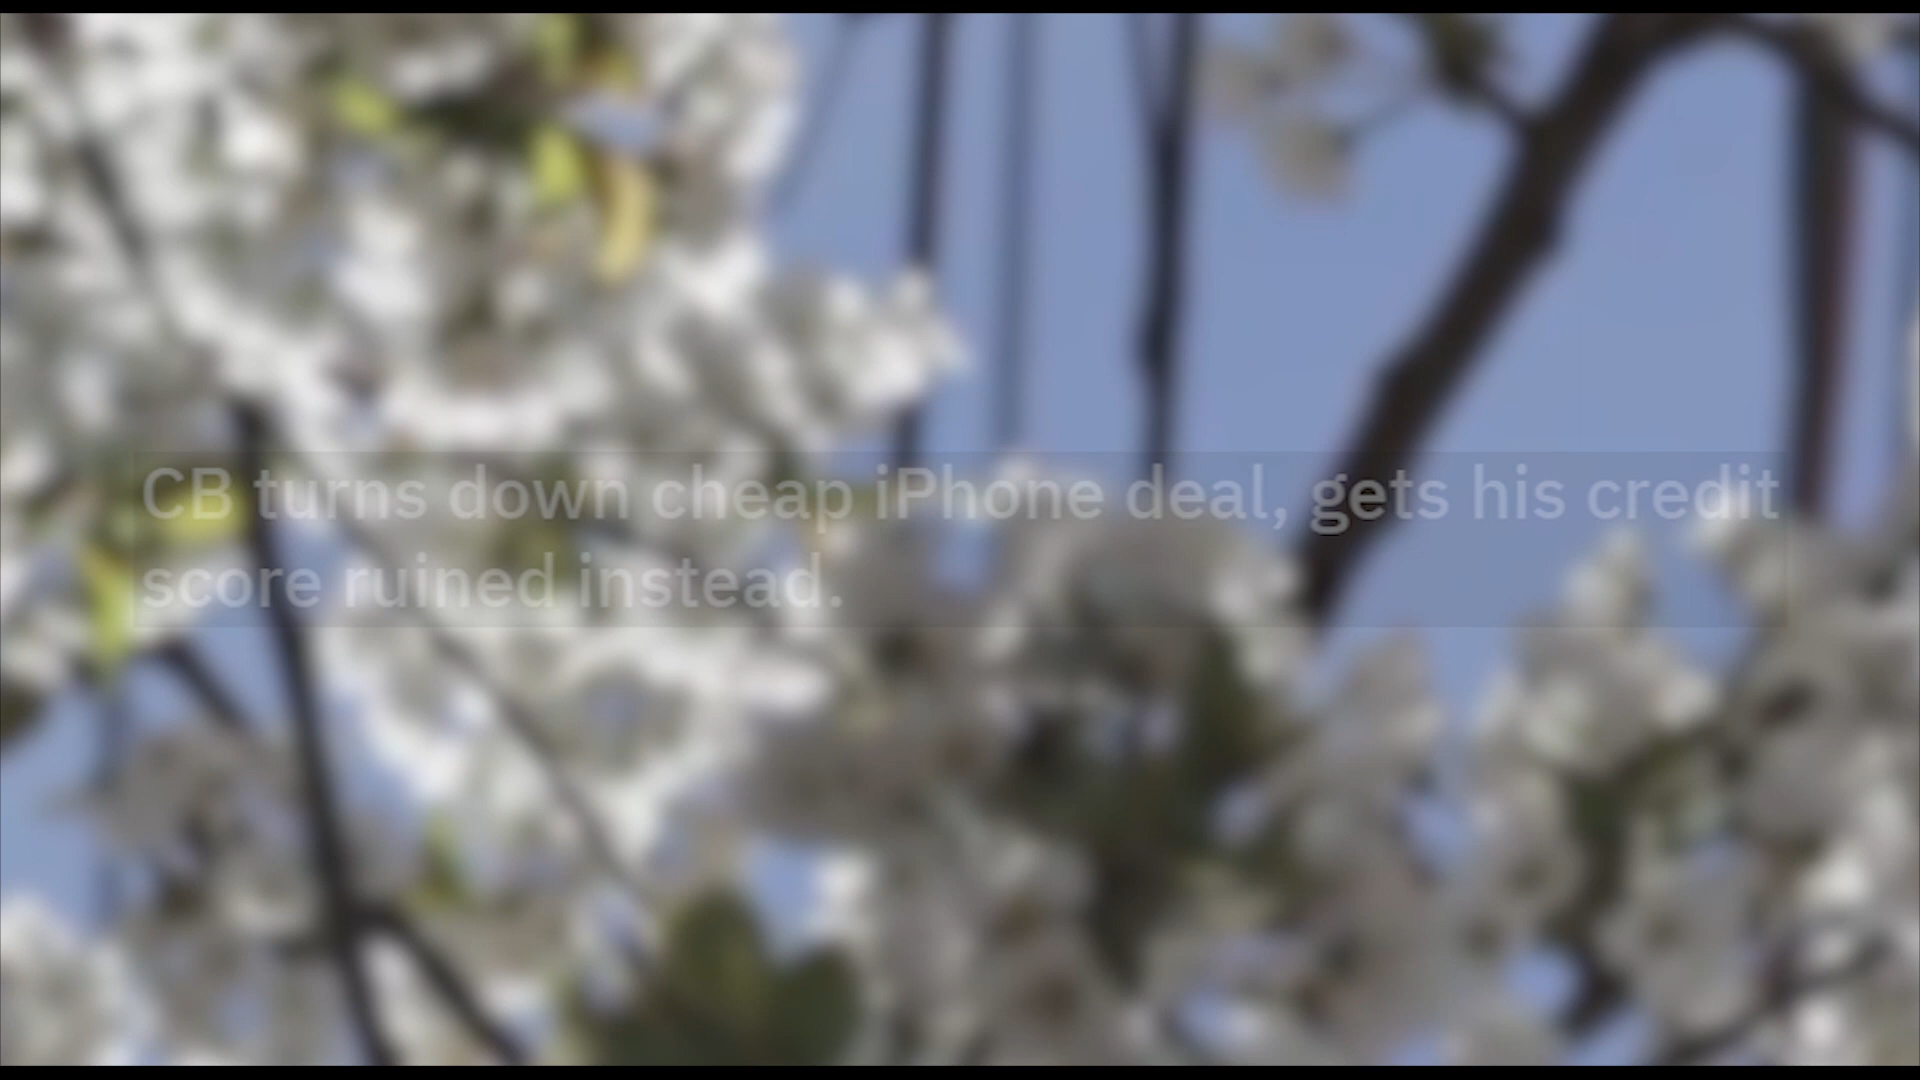 CB turns down cheap iPhone deal, gets his credit
score ruined instead.